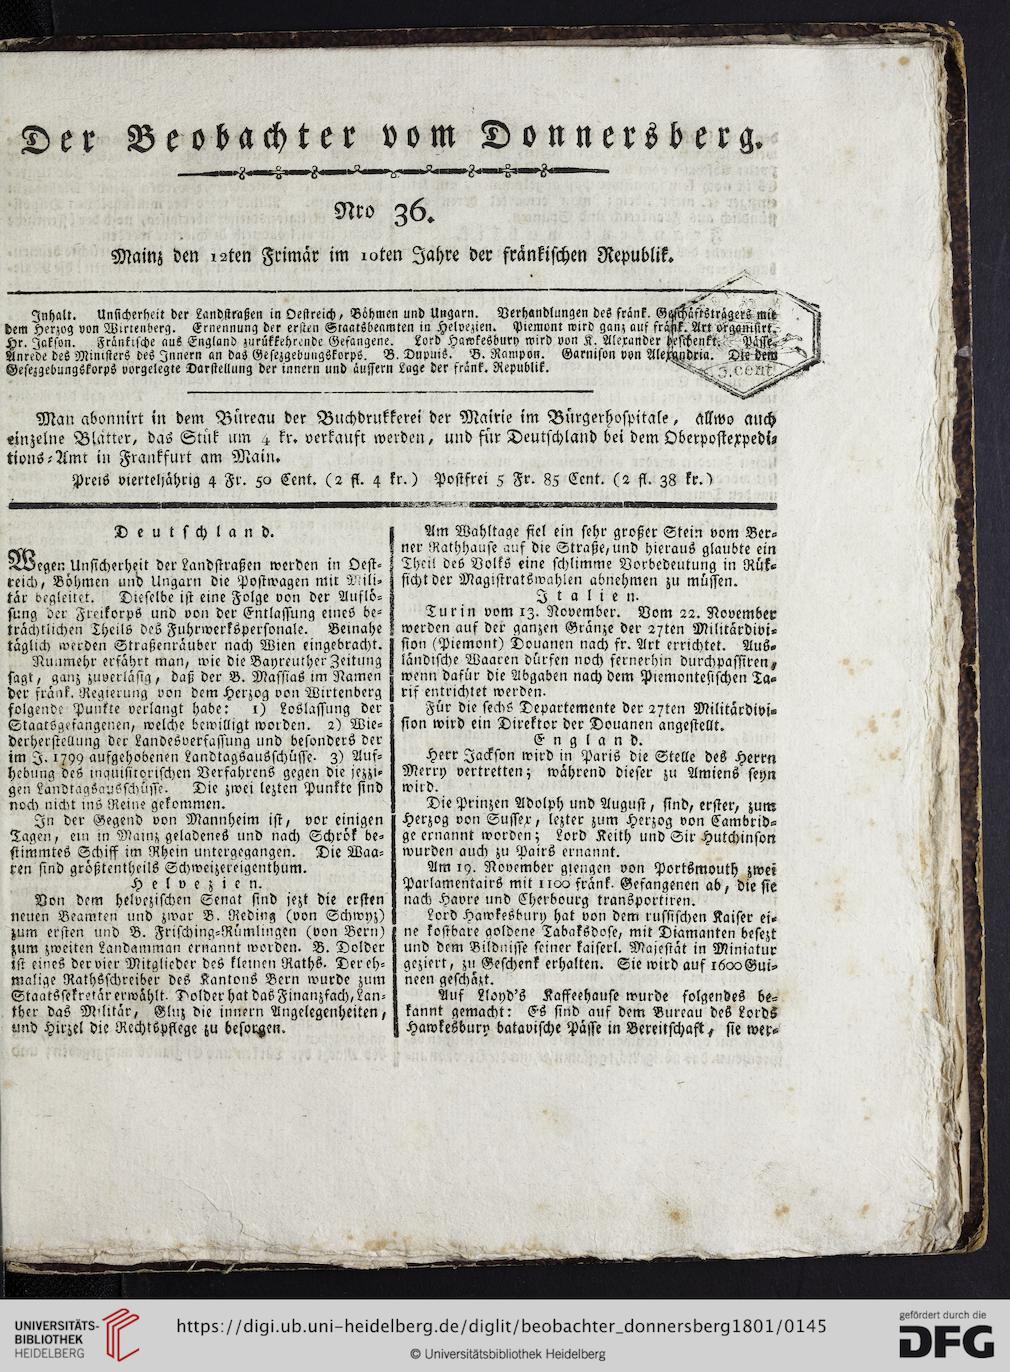 Der Beobachter vom Donnersberg.
Nro 36.
Mainz den 12ten Frimär im 10ten Jahre der fränkischen Republik.
Inhalt. Unsicherheit der Landstraßen in Oestreich, Böhmen und Ungarn. Verhandlungen des fränk. Geschäftsträgers mit
dem Herzog von Wirtenberg. Ernennung der ersten Staatsbeamten in Helvezien. Piemont wird ganz auf fränk. Art organisirt.
Hr. Jakson. Fränkische aus England zurükkehrende Gefangene. Lord Hawkesbury wird von K. Alexander beschenkt. Pässe.
Anrede des Ministers des Innern an das Gesezgebungskorps. B. Dupuis. B. Rampon. Garnison von Alexandria. Die dem
Gesezgebungskorps vorgelegte Darstellung der innern und äussern Lage der fränk. Republik.
5.cent
Man abonnirt in dem Büreau der Buchdrukkerei der Mairie im Bürgerhospitale, allwo auch
einzelne Blätter, das Stük um 4 kr. verkauft werden, und für Deutschland bei dem Oberpostexpedi-
tions-Amt in Frankfurt am Main.
Preis vierteljährig 4 Fr. 50 Cent. (2 fl. 4 kr.) Postfrei 5 Fr. 85 Cent. (2 fl. 38 kr.)
Deutschland.
Wegen Unsicherheit der Landstraßen werden in Oest-
reich, Böhmen und Ungarn die Postwagen mit Mili-
tär begleitet. Dieselbe ist eine Folge von der Auflö-
sung der Freikorps und von der Entlassung eines be-
trächtlichen Theils des Fuhrwerkspersonale. Beinahe
täglich werden Straßenräuber nach Wien eingebracht.
Nunmehr erfährt man, wie die Bayreuther Zeitung
sagt, ganz zuverläsig, daß der B. Massias im Namen
der fränk. Regierung von dem Herzog von Wirtenberg
folgende Punkte verlangt habe: 1) Loslassung der
Staatsgefangenen, welche bewilligt worden. 2) Wie-
derherstellung der Landesverfassung und besonders der
im J. 1799 aufgehobenen Landtagsausschüsse. 3) Auf-
hebung des inquisitorischen Verfahrens gegen die jezzi-
gen Landtagsausschüsse. Die zwei lezten Punkte sind
noch nicht ins Reine gekommen.
In der Gegend von Mannheim ist, vor einigen
Tagen, ein in Mainz geladenes und nach Schrök be-
stimmtes Schiff im Rhein untergegangen. Die Waa-
ren sind größtentheils Schweizereigenthum.
Helvezien.
Von dem helvezischen Senat sind jezt die ersten
neuen Beamten und zwar B. Reding (von Schwyz)
zum ersten und B. Frisching-Rümlingen (von Bern)
zum zweiten Landamman ernannt worden. B. Dolder
ist eines der vier Mitglieder des kleinen Raths. Der eh-
malige Rathsschreiber des Kantons Bern wurde zum
Staatssekretär erwählt. Dolder hat das Finanzfach, Lan-
ther das Militär, Gluz die innern Angelegenheiten,
und Hirzel die Rechtspflege zu besorgen.
Am Wahltage fiel ein sehr großer Stein vom Ber-
ner Rathhause auf die Straße, und hieraus glaubte ein
Theil des Volks eine schlimme Vorbedeutung in Rük-
sicht der Magistratswahlen abnehmen zu müssen.
Italien.
Turin vom 13. November. Vom 22. November
werden auf der ganzen Gränze der 27ten Militärdivi-
sion (Piemont) Douanen nach fr. Art errichtet. Aus-
ländische Waaren dürfen noch fernerhin durchpassiren,
wenn dafür die Abgaben nach dem Piemontesischen Ta-
rif entrichtet werden.
Für die sechs Departemente der 27ten Militärdivi-
sion wird ein Direktor der Douanen angestellt.
England.
Herr Jackson wird in Paris die Stelle des Herrn
Merry vertretten; während dieser zu Amiens seyn
wird.
Die Prinzen Adolph und August, sind, erster, zum
Herzog von Sussex, lezter zum Herzog von Cambrid-
ge ernannt worden; Lord Keith und Sir Hutchinson
wurden auch zu Pairs ernannt.
Am 19. November giengen von Portsmouth zwei
Parlamentairs mit 1100 fränk. Gefangenen ab, die sie
nach Havre und Cherbourg transportiren.
Lord Hawkesbury hat von dem russischen Kaiser ei-
ne kostbare goldene Tabaksdose, mit Diamanten besezt
und dem Bildnisse seiner kaiserl. Majestät in Miniatur
geziert, zu Geschenk erhalten. Sie wird auf 1600 Gui-
neen geschäzt.
Auf Lloyd's Kaffeehause wurde folgendes be-
kannt gemacht: Es sind auf dem Bureau des Lords
Hawkesbury batavische Pässe in Bereitschaft, sie wer-
UNIVERSITÄTS-
BIBLIOTHEK
HEIDELBERG
https://digi.ub.uni-heidelberg.de/diglit/beobachter_donnersberg1801/0145
© Universitätsbibliothek Heidelberg
gefördert durch die
DFG